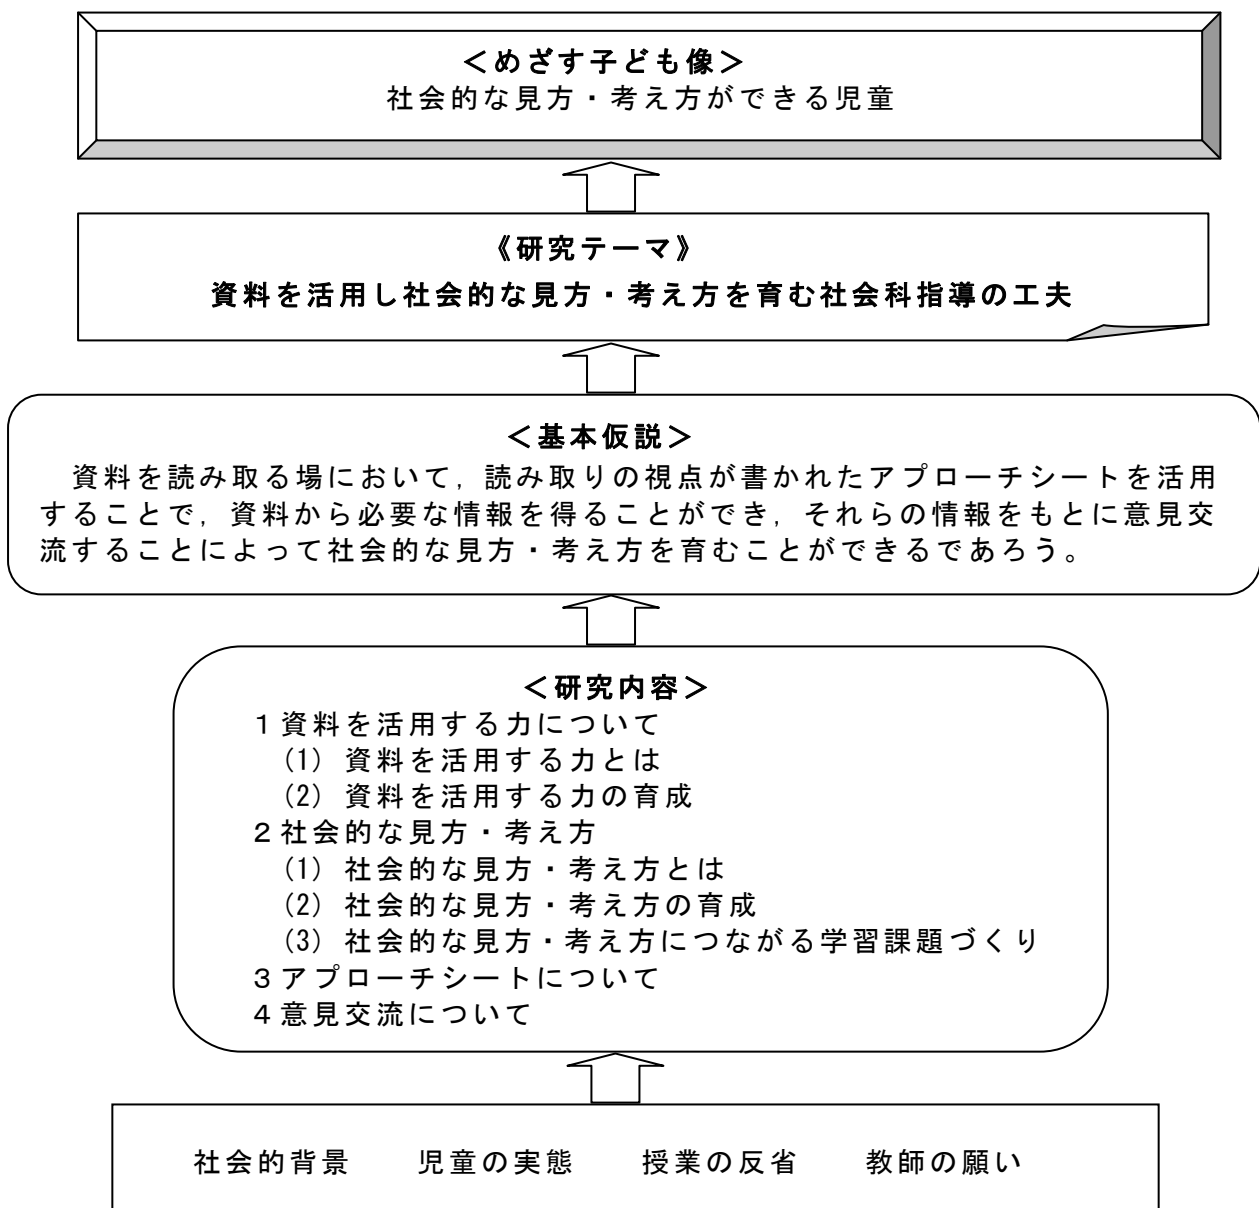 ＜めざす子ども像＞
社会的な見方・考え方ができる児童
《研究テーマ》
資料を活用し社会的な見方・考え方を育む社会科指導の工夫
＜基本仮説＞
資料を読み取る場において，読み取りの視点が書かれたアプローチシートを活用
することで，資料から必要な情報を得ることができ，それらの情報をもとに意見交
流することによって社会的な見方・考え方を育むことができるであろう。
＜研究内容＞
１資料を活用する力について
(1) 資料を活用する力とは
(2) 資料を活用する力の育成
２社会的な見方・考え方
(1) 社会的な見方・考え方とは
(2) 社会的な見方・考え方の育成
(3) 社会的な見方・考え方につながる学習課題づくり
３アプローチシートについて
４意見交流について
社会的背景　児童の実態　授業の反省　教師の願い